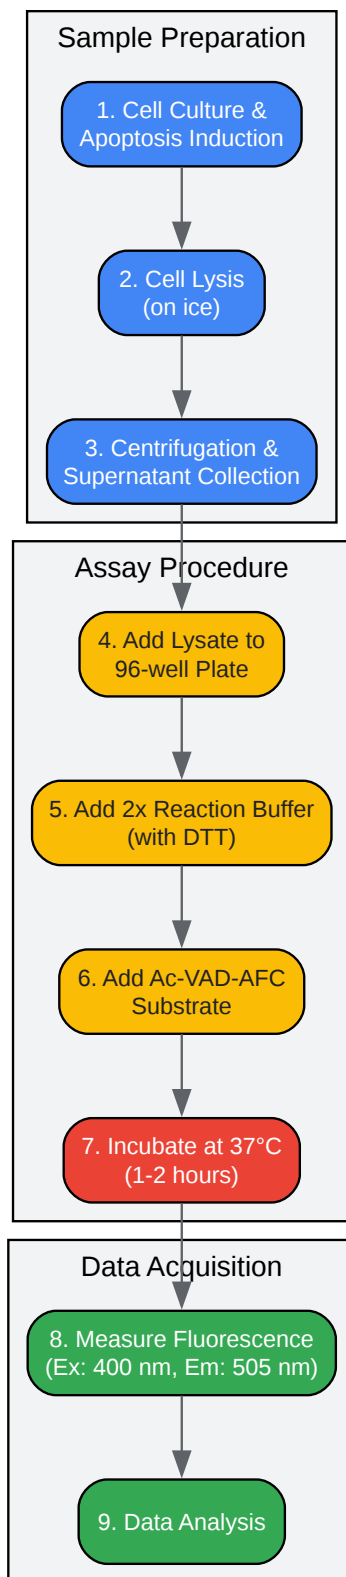 Sample Preparation
1. Cell Culture &
Apoptosis Induction
2. Cell Lysis
(on ice)
3. Centrifugation &
Supernatant Collection
Assay Procedure
4. Add Lysate to
96-well Plate
5. Add 2x Reaction Buffer
(with DTT)
6. Add Ac-VAD-AFC
Substrate
7. Incubate at 37°C
(1-2 hours)
Data Acquisition
8. Measure Fluorescence
(Ex: 400 nm, Em: 505 nm)
9. Data Analysis